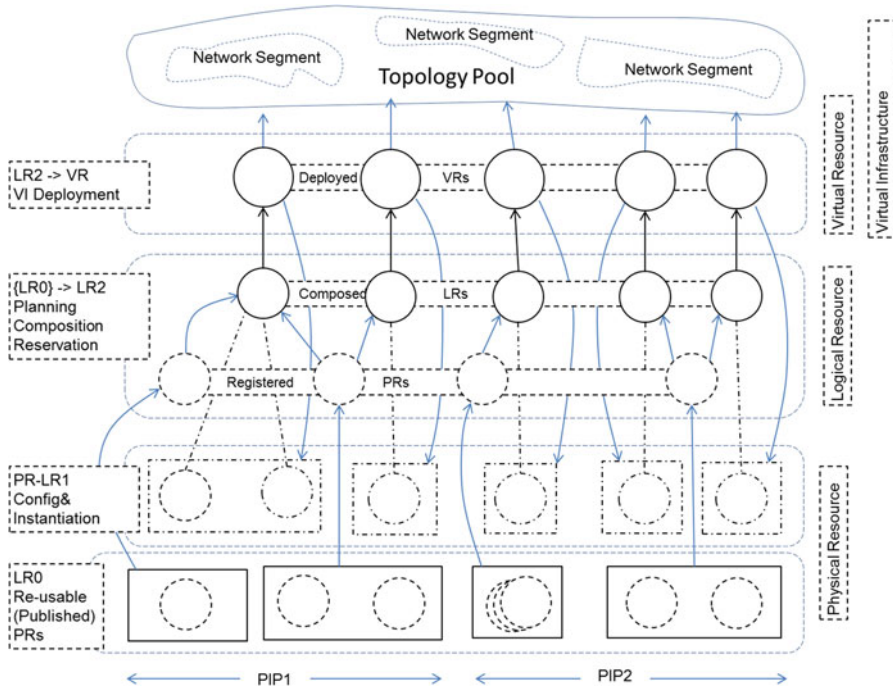 Network Segment
Network Segment
Network Segment
Topology Pool
LR2 -> VR
VI Deployment
Deployed
VRs
Virtual Resource
Virtual Infrastructure
{LR0} -> LR2
Planning
Composition
Reservation
Composed
LRs
Registered
PRs
Logical Resource
PR-LR1
Config&
Instantiation
LR0
Re-usable
(Published)
PRs
Physical Resource
PIP1
PIP2